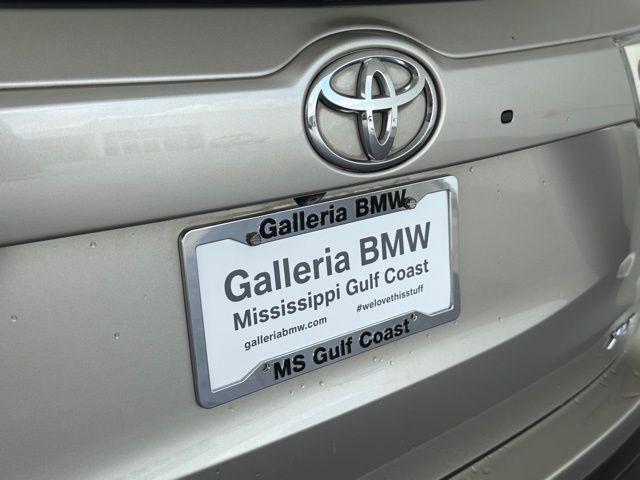 Galleria BMW
Galleria BMW
Mississippi Gulf Coast
#welovethisstuff
galleriabmw.com
MS Gulf Coast